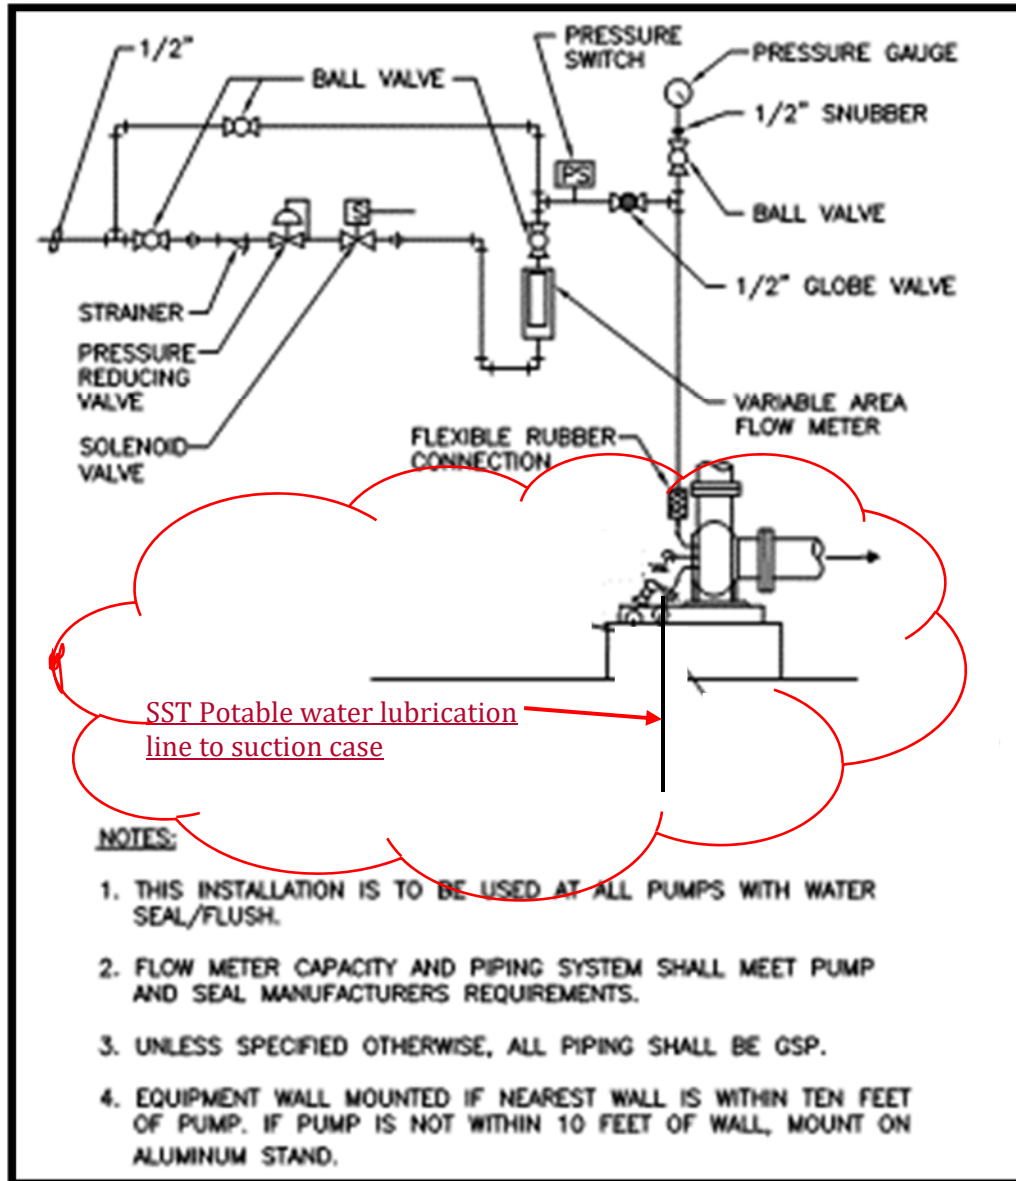 1/2"
BALL VALVE
PRESSURE
SWITCH
PRESSURE GAUGE
1/2" SNUBBER
PS
BALL VALVE
S
1/2" GLOBE VALVE
STRAINER
PRESSURE
REDUCING
VALVE
VARIABLE AREA
FLOW METER
SOLENOID
VALVE
FLEXIBLE RUBBER
CONNECTION
SST Potable water lubrication
line to suction case
NOTES:
1. THIS INSTALLATION IS TO BE USED AT ALL PUMPS WITH WATER
SEAL/FLUSH.
2. FLOW METER CAPACITY AND PIPING SYSTEM SHALL MEET PUMP
AND SEAL MANUFACTURERS REQUIREMENTS.
3. UNLESS SPECIFIED OTHERWISE, ALL PIPING SHALL BE GSP.
4. EQUIPMENT WALL MOUNTED IF NEAREST WALL IS WITHIN TEN FEET
OF PUMP. IF PUMP IS NOT WITHIN 10 FEET OF WALL, MOUNT ON
ALUMINUM STAND.